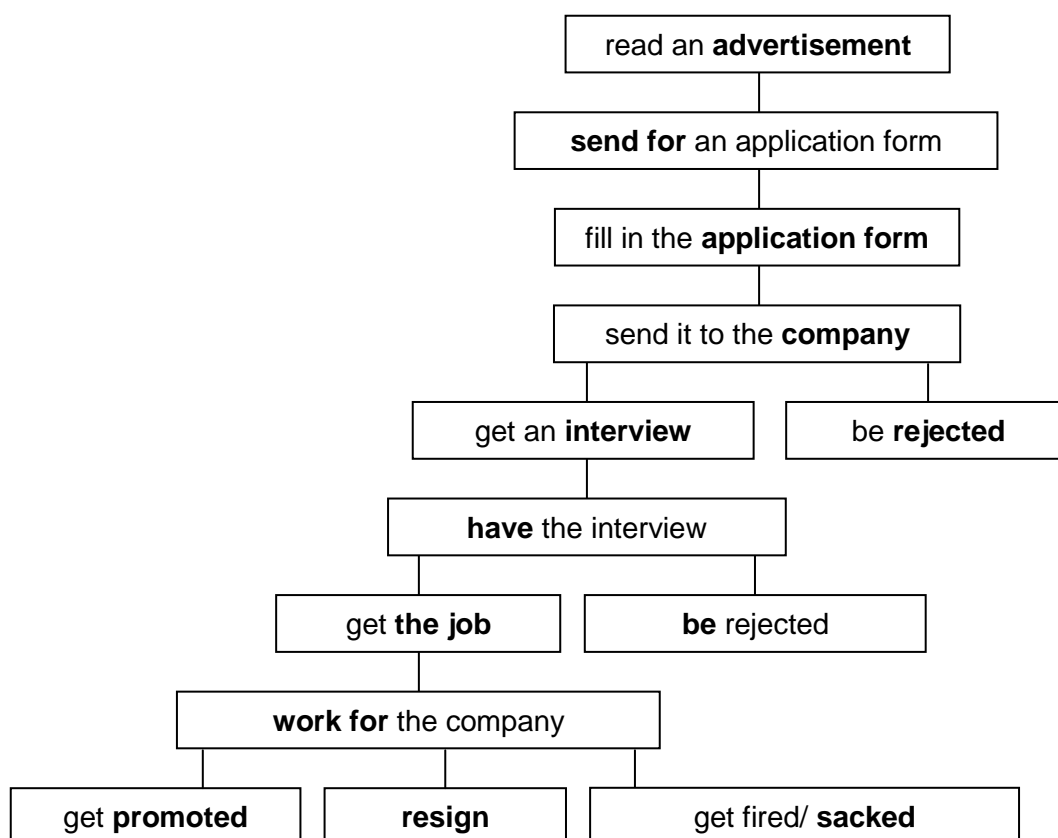 read an advertisement
send for an application form
fill in the application form
send it to the company
get an interview
be rejected
have the interview
get the job
be rejected
work for the company
get promoted
resign
get fired/ sacked